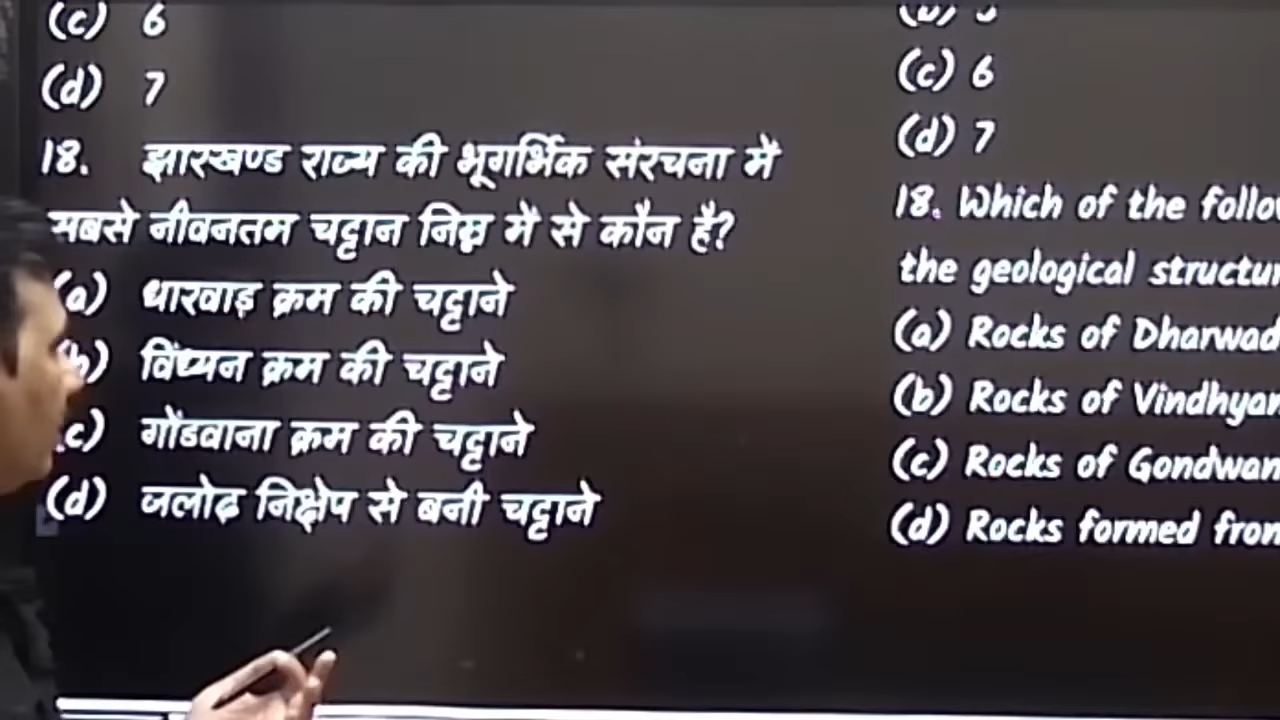 (c) 6
(d) 7
18. झारखण्ड राज्य की भूगर्भिक संरचना में
सबसे नीवनतम चट्टान निम्न में से कौन है?
(a) धारवाड़ क्रम की चट्टाने
(b) विंध्यन क्रम की चट्टाने
(c) गोंडवाना क्रम की चट्टाने
(d) जलोढ़ निक्षेप से बनी चट्टाने
(c) 6
(d) 7
18. Which of the follo
the geological structur
(a) Rocks of Dharwad
(b) Rocks of Vindhyan
(c) Rocks of Gondwan
(d) Rocks formed from